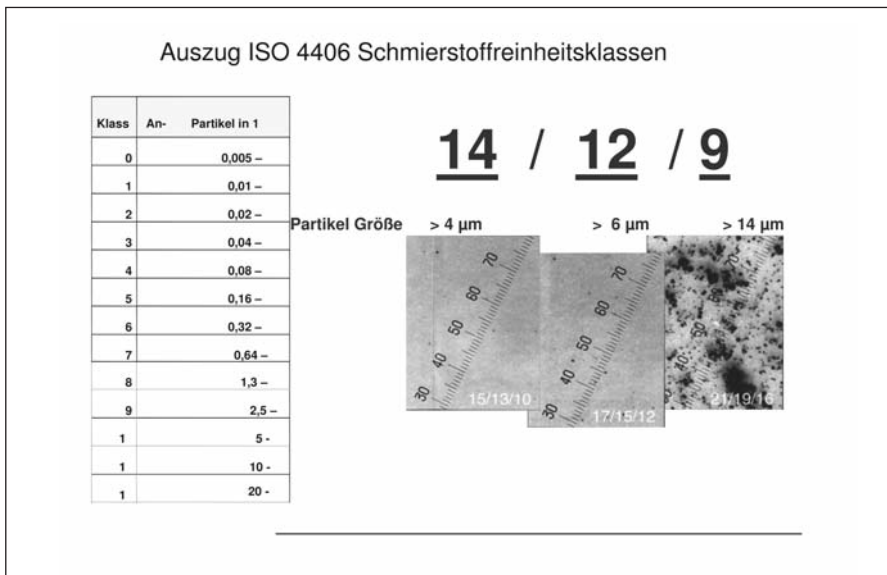 Auszug ISO 4406 Schmierstoffreinheitsklassen
Klass An- Partikel in 1
0 0,005 –
1 0,01 –
2 0,02 –
3 0,04 –
4 0,08 –
5 0,16 –
6 0,32 –
7 0,64 –
8 1,3 –
9 2,5 –
1 5 -
1 10 -
1 20 -
14 / 12 / 9
Partikel Größe > 4 µm > 6 µm > 14 µm
70
60
50
40
30
15/13/10
70
60
50
40
30
17/15/12
70
60
50
40
30
21/19/16